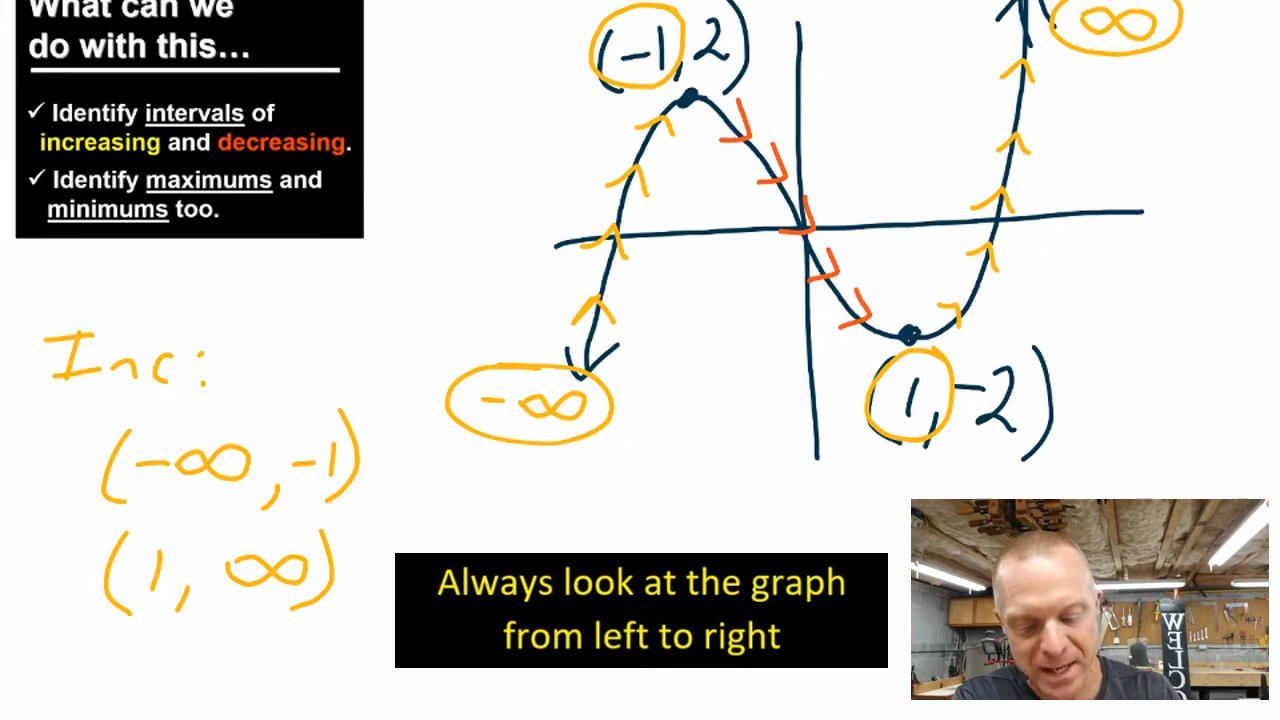 What can we
do with this...
✓ Identify intervals of
increasing and decreasing.
✓ Identify maximums and
minimums too.
(-1, 2)
∞
-∞
(1, -2)
Inc:
(-∞, -1)
(1, ∞)
Always look at the graph
from left to right
WELCO